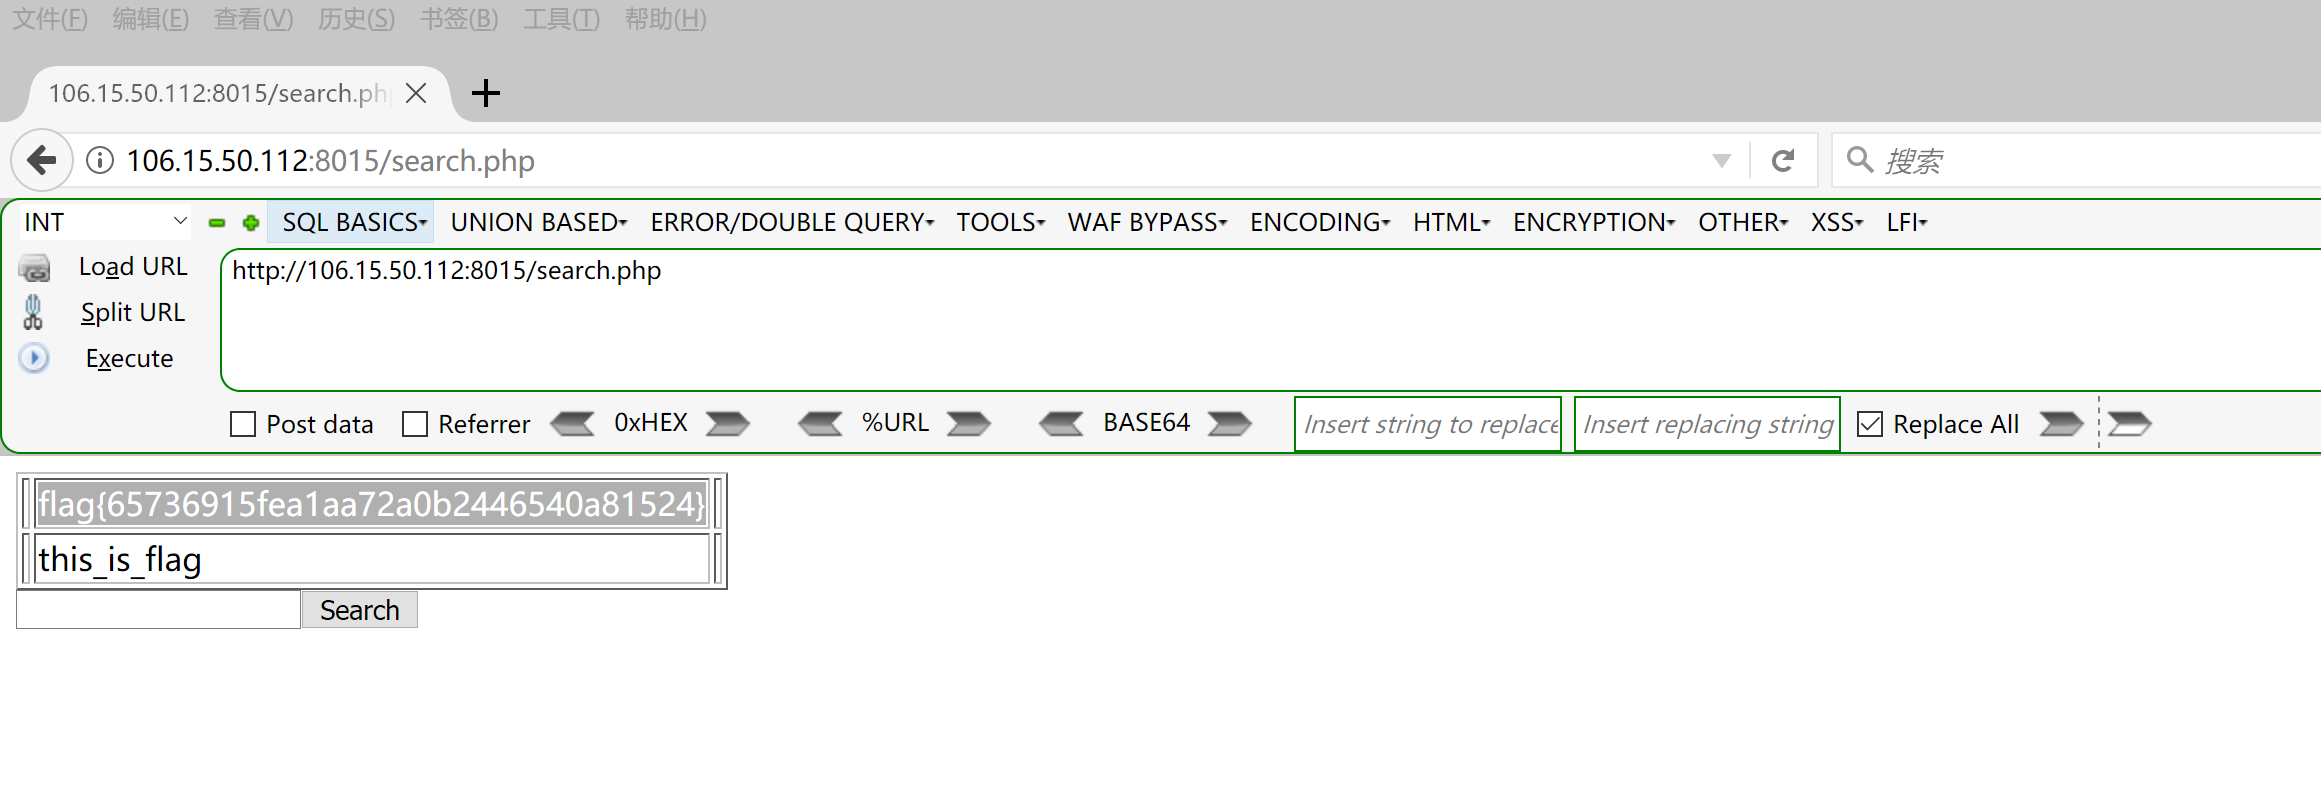 文件(F) 编辑(E) 查看(V) 历史(S) 书签(B) 工具(T) 帮助(H)
106.15.50.112:8015/search.php
106.15.50.112:8015/search.php 搜索
INT SQL BASICS UNION BASED ERROR/DOUBLE QUERY TOOLS WAF BYPASS ENCODING HTML ENCRYPTION OTHER XSS LFI
Load URL http://106.15.50.112:8015/search.php
Split URL
Execute
Post data Referrer 0xHEX %URL BASE64 Insert string to replace Insert replacing string Replace All
flag{65736915fea1aa72a0b2446540a81524}
this_is_flag
Search